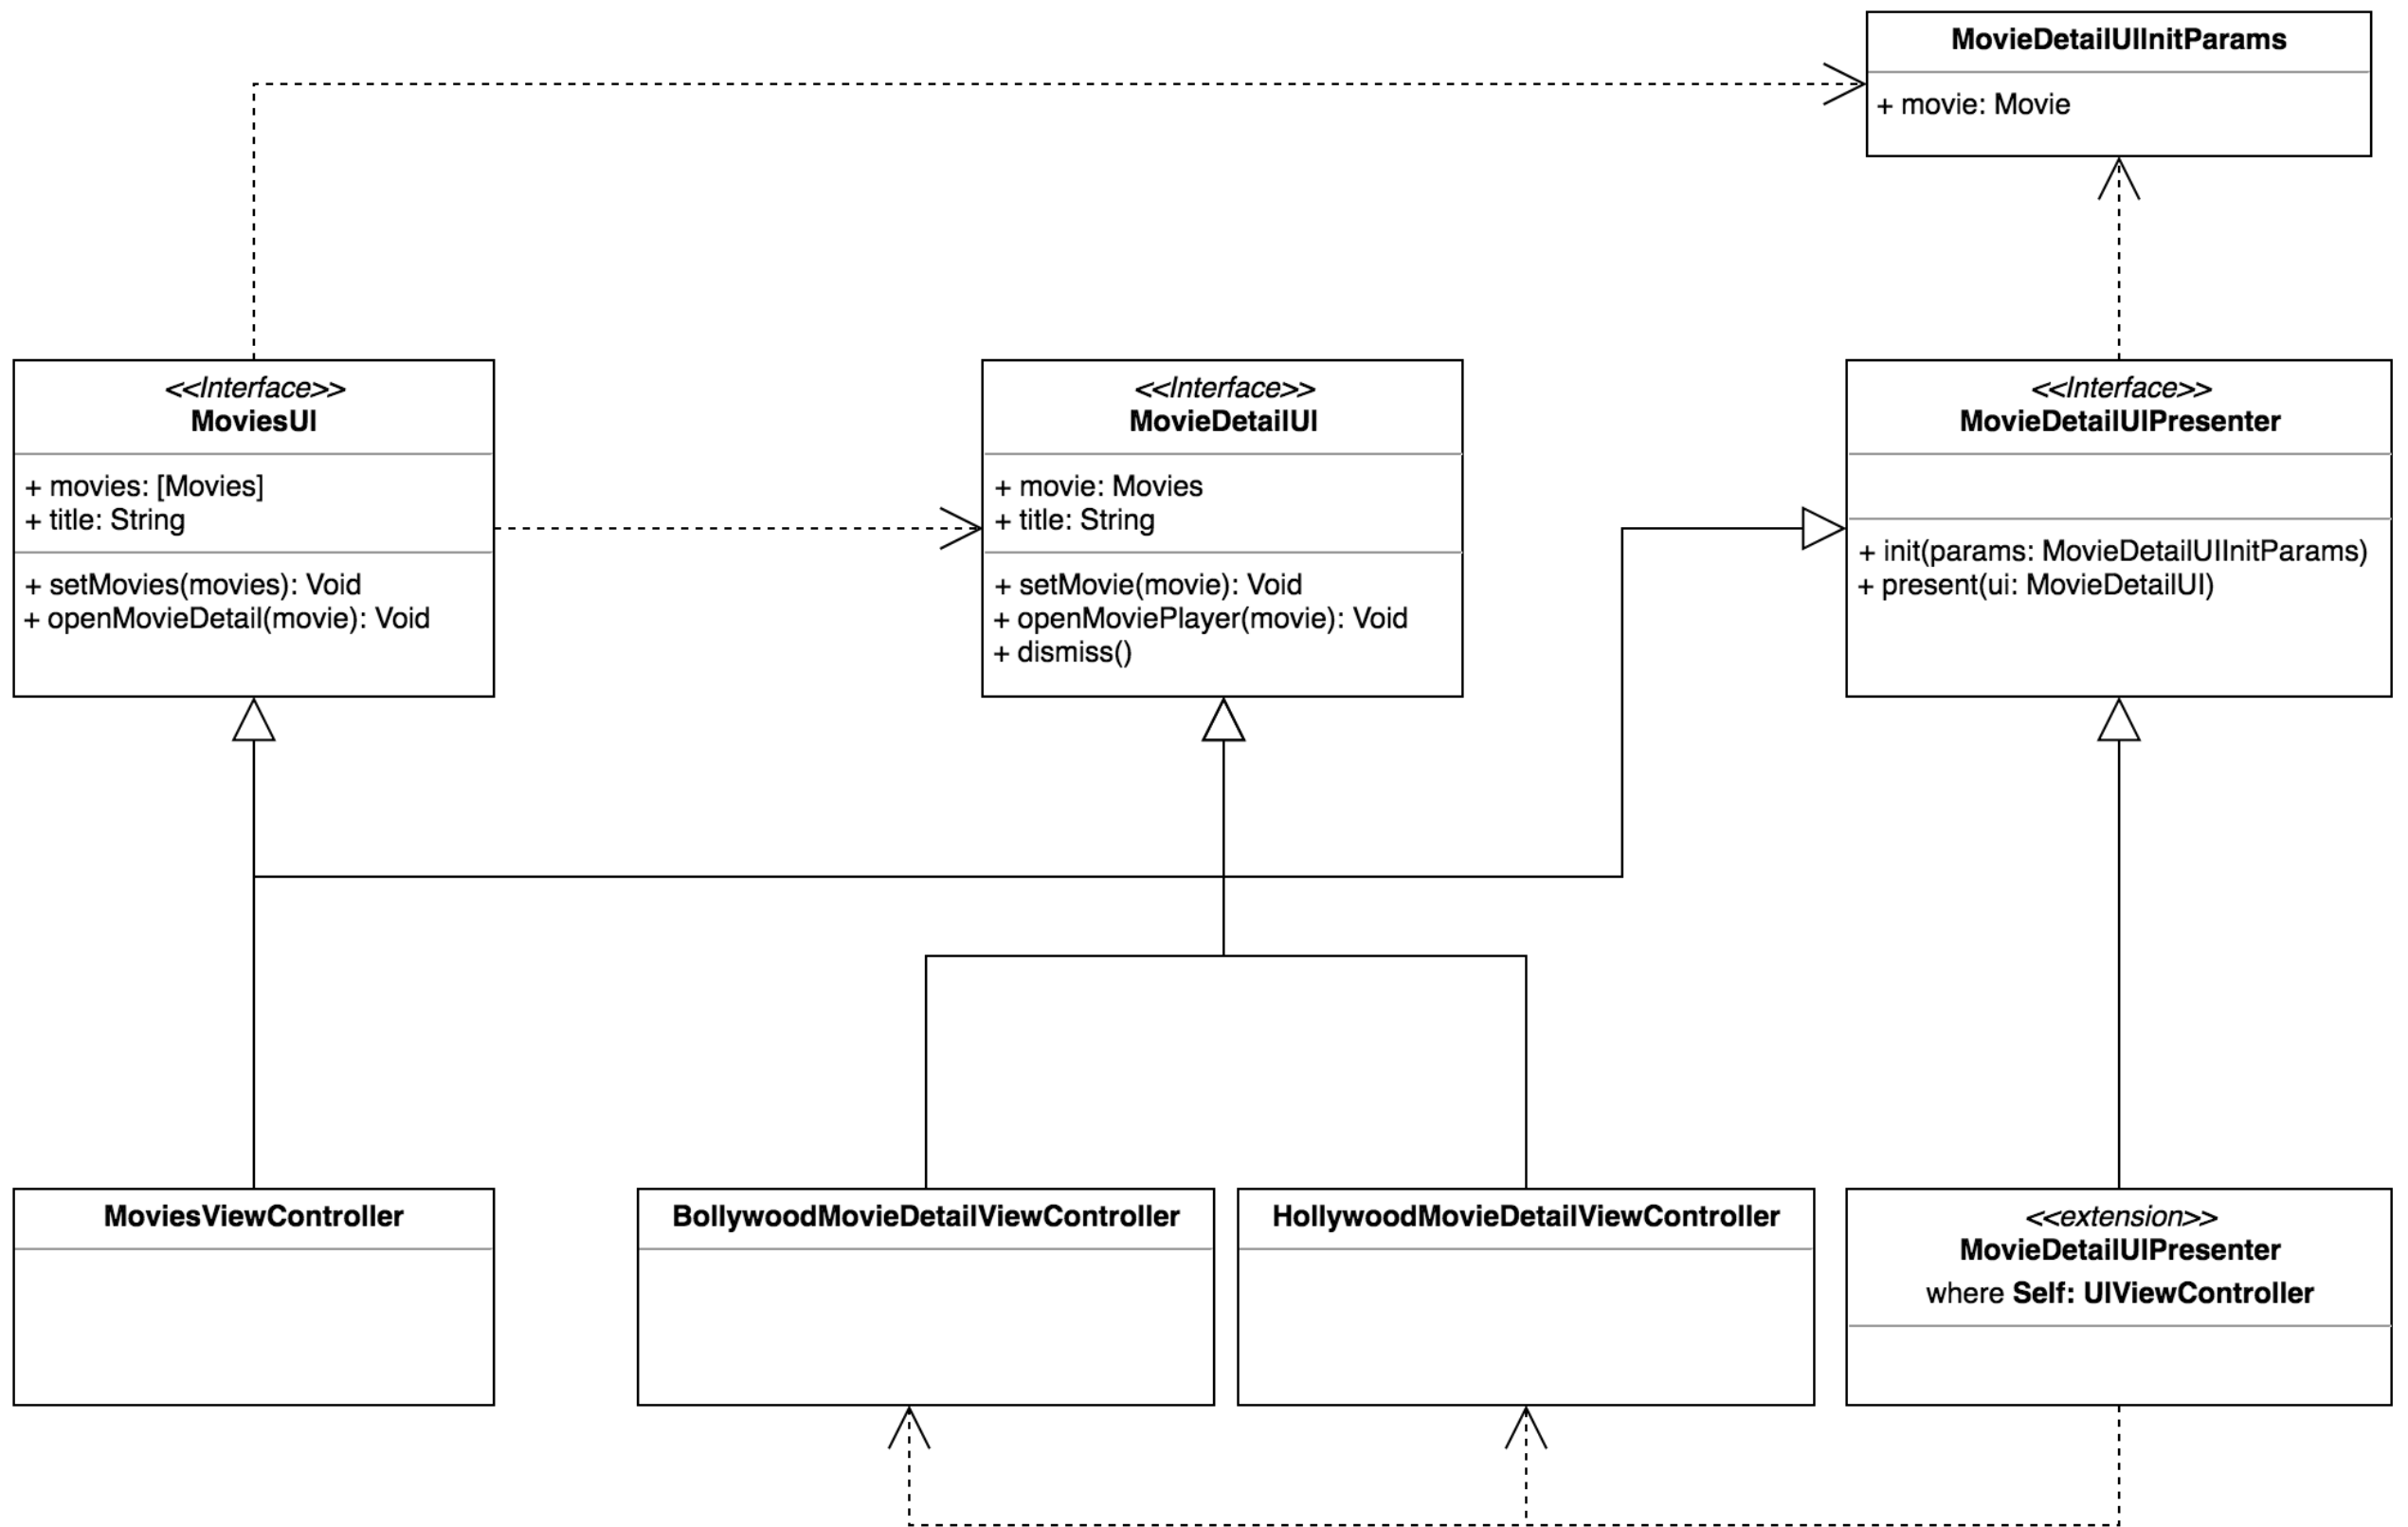 MovieDetailUIInitParams
+ movie: Movie
<<Interface>>
MoviesUI
+ movies: [Movies]
+ title: String
+ setMovies(movies): Void
+ openMovieDetail(movie): Void
<<Interface>>
MovieDetailUI
+ movie: Movies
+ title: String
+ setMovie(movie): Void
+ openMoviePlayer(movie): Void
+ dismiss()
<<Interface>>
MovieDetailUIPresenter
+ init(params: MovieDetailUIInitParams)
+ present(ui: MovieDetailUI)
MoviesViewController
BollywoodMovieDetailViewController
HollywoodMovieDetailViewController
<<extension>>
MovieDetailUIPresenter
where Self: UIViewController